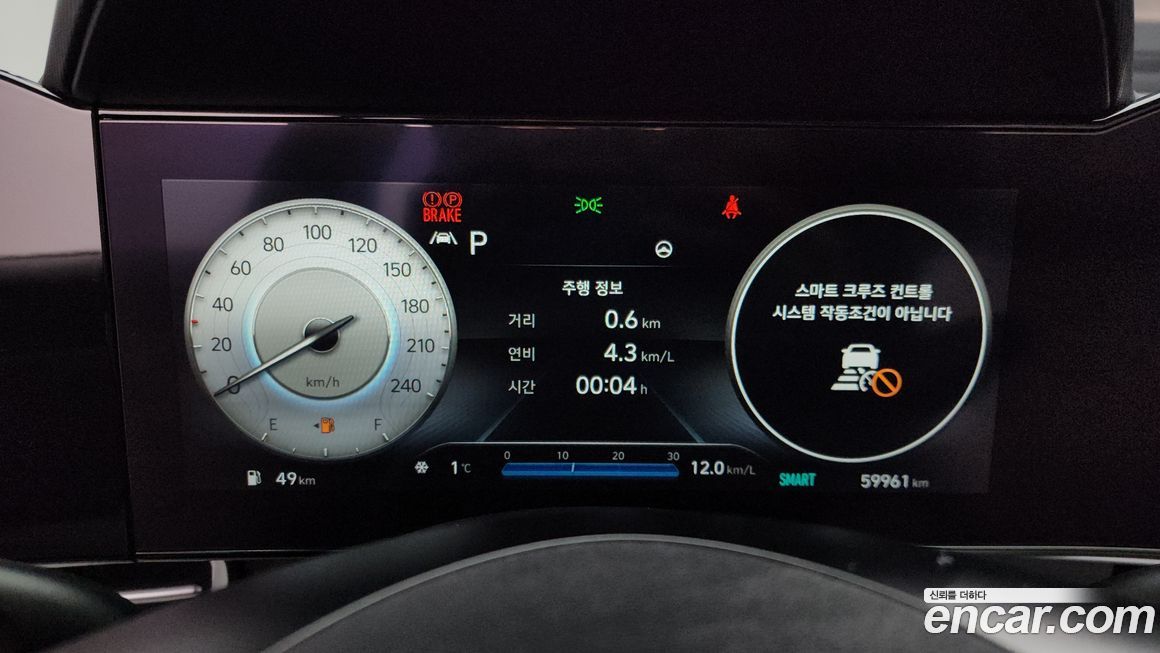 BRAKE
P
주행 정보
거리 0.6 km
연비 4.3 km/L
시간 00:04 h
0 20 40 60 80 100 120 150 180 210 240
km/h
E F
49 km
1 ℃
0 10 20 30
12.0 km/L
스마트 크루즈 컨트롤
시스템 작동조건이 아닙니다
SMART
59961 km
신뢰를 더하다
encar.com